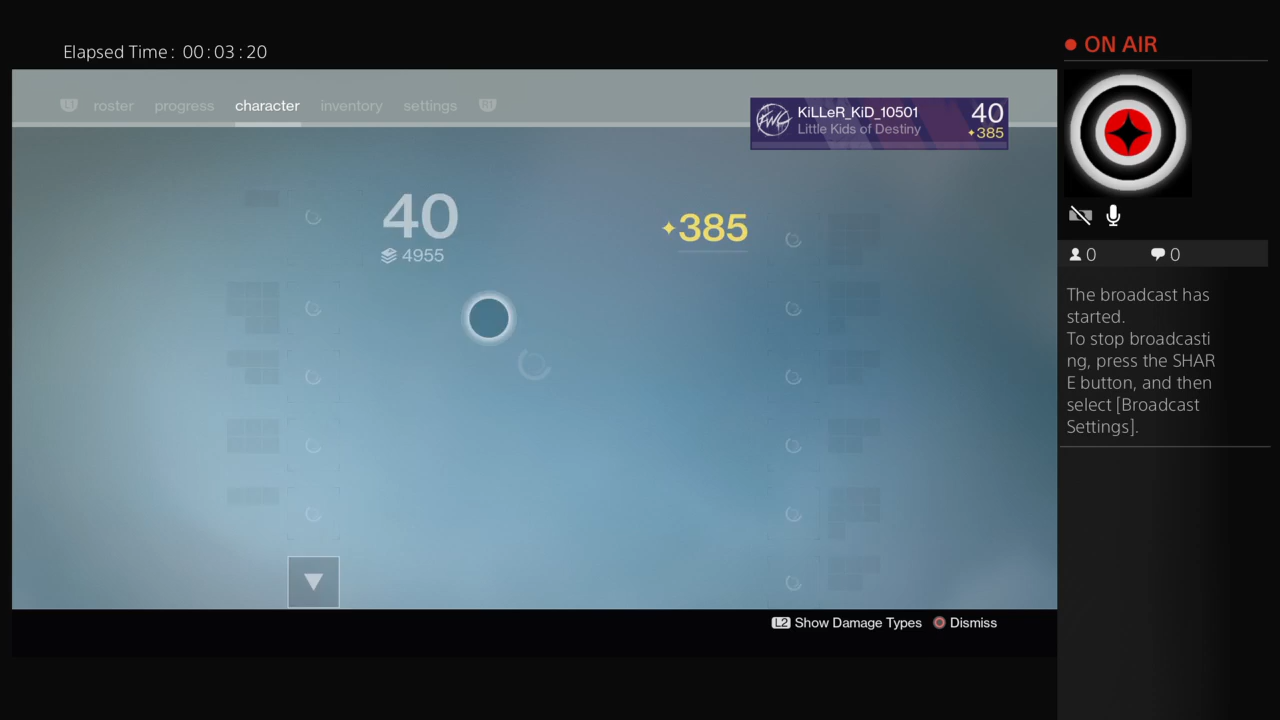 Elapsed Time: 00:03:20
ON AIR
L1 roster progress character inventory settings R1
KiLLeR_KiD_10501
Little Kids of Destiny
40
385
40
4955
385
0 0
The broadcast has
started.
To stop broadcasti
ng, press the SHAR
E button, and then
select [Broadcast
Settings].
L2 Show Damage Types Dismiss